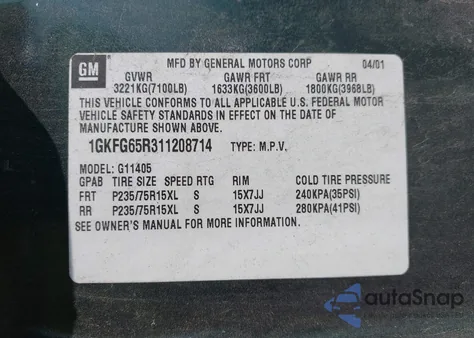 GM
MFD BY GENERAL MOTORS CORP 04/01
GVWR GAWR FRT GAWR RR
3221KG(7100LB) 1633KG(3600LB) 1800KG(3968LB)
THIS VEHICLE CONFORMS TO ALL APPLICABLE U.S. FEDERAL MOTOR
VEHICLE SAFETY STANDARDS IN EFFECT ON THE DATE OF
MANUFACTURE SHOWN ABOVE.
1GKFG65R311208714 TYPE: M.P.V.
MODEL: G11405
GPAB TIRE SIZE SPEED RTG RIM COLD TIRE PRESSURE
FRT P235/75R15XL S 15X7JJ 240KPA(35PSI)
RR P235/75R15XL S 15X7JJ 280KPA(41PSI)
SEE OWNER'S MANUAL FOR MORE INFORMATION.
autoSnap